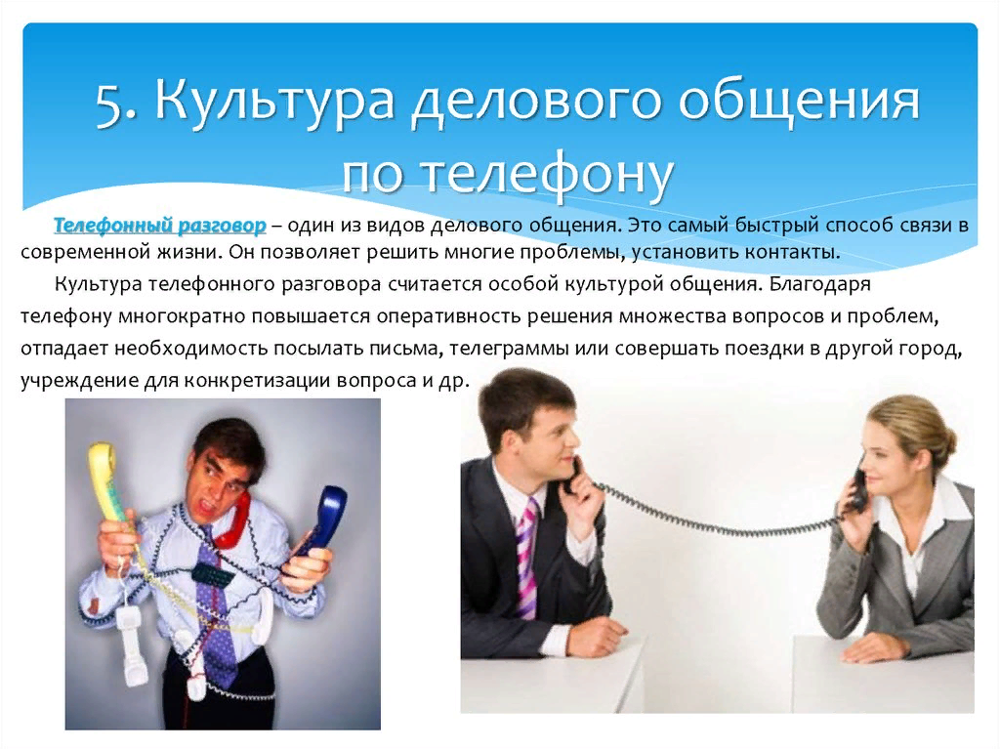 5. Культура делового общения
по телефону
Телефонный разговор – один из видов делового общения. Это самый быстрый способ связи в
современной жизни. Он позволяет решить многие проблемы, установить контакты.
Культура телефонного разговора считается особой культурой общения. Благодаря
телефону многократно повышается оперативность решения множества вопросов и проблем,
отпадает необходимость посылать письма, телеграммы или совершать поездки в другой город,
учреждение для конкретизации вопроса и др.